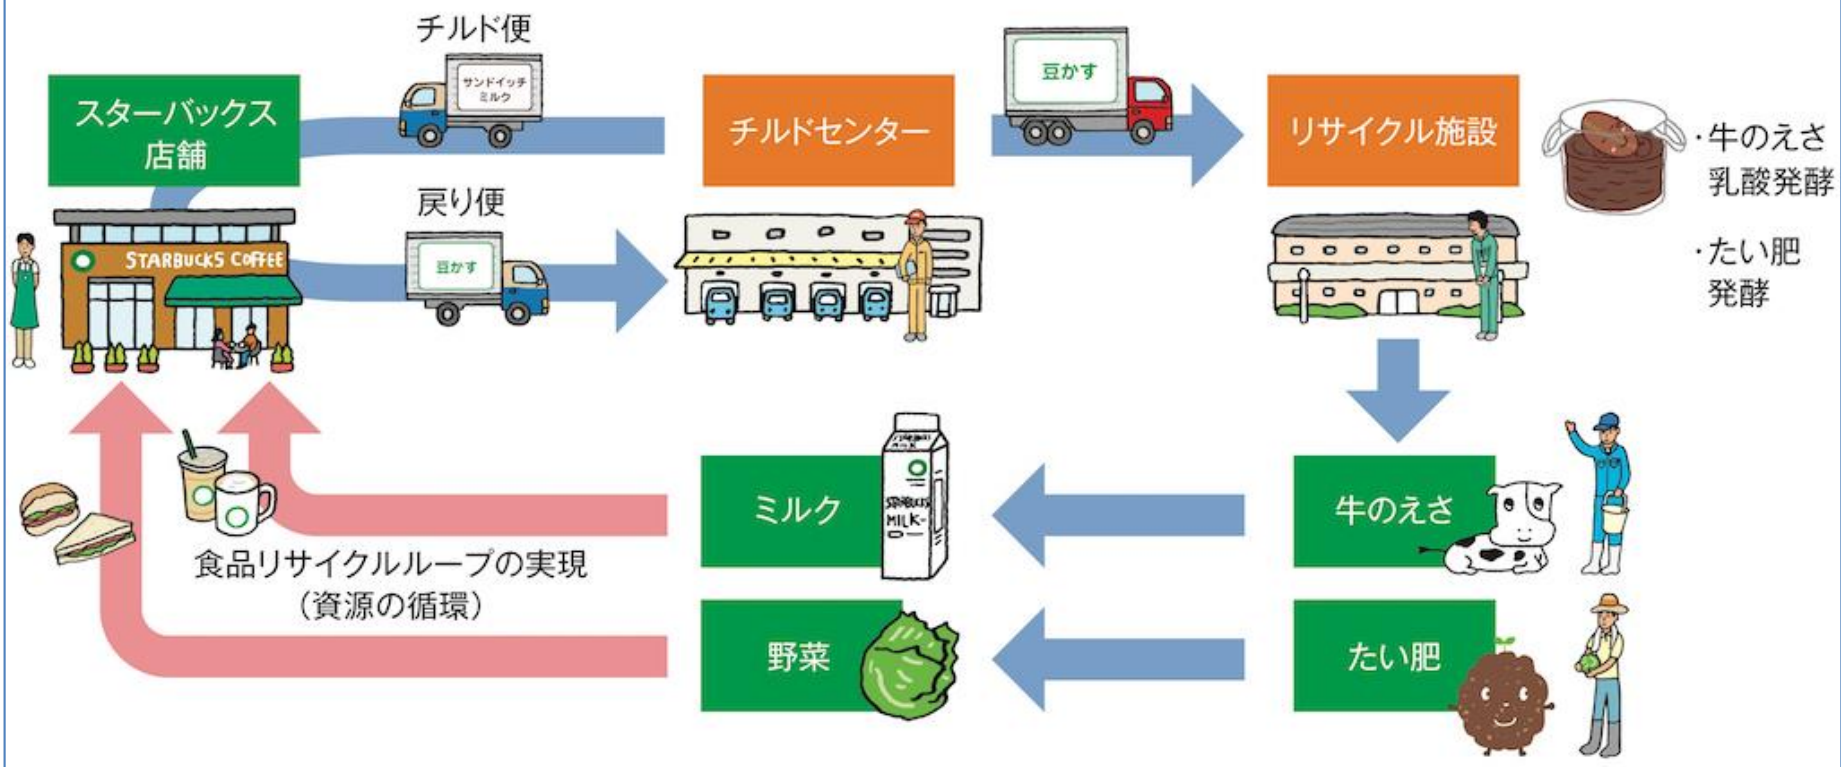 チルド便
サンドイッチ
ミルク
スターバックス
店舗
チルドセンター
豆かす
リサイクル施設
・牛のえさ
乳酸発酵
・たい肥
発酵
戻り便
豆かす
STARBUCKS COFFEE
ミルク
STARBUCKS
MILK
牛のえさ
食品リサイクルループの実現
(資源の循環)
野菜
たい肥